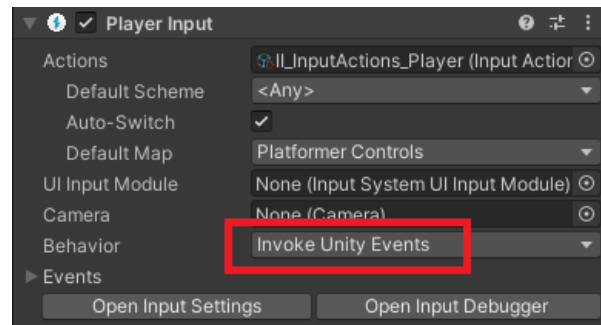 Player Input
Actions II_InputActions_Player (Input Action
Default Scheme <Any>
Auto-Switch
Default Map Platformer Controls
UI Input Module None (Input System UI Input Module)
Camera None (Camera)
Behavior Invoke Unity Events
Events
Open Input Settings Open Input Debugger